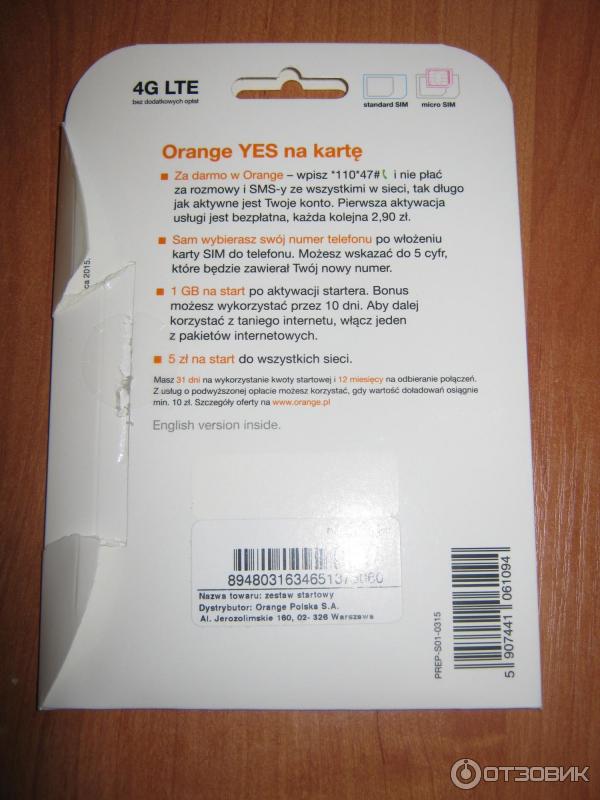 4G LTE
bez dodatkowych opłat
standard SIM
micro SIM
Orange YES na kartę
Za darmo w Orange – wpisz *110*47# i nie płać
za rozmowy i SMS-y ze wszystkimi w sieci, tak długo
jak aktywne jest Twoje konto. Pierwsza aktywacja
usługi jest bezpłatna, każda kolejna 2,90 zł.
Sam wybierasz swój numer telefonu po włożeniu
karty SIM do telefonu. Możesz wskazać do 5 cyfr,
które będzie zawierał Twój nowy numer.
1 GB na start po aktywacji startera. Bonus
możesz wykorzystać przez 10 dni. Aby dalej
korzystać z taniego internetu, włącz jeden
z pakietów internetowych.
5 zł na start do wszystkich sieci.
Masz 31 dni na wykorzystanie kwoty startowej i 12 miesięcy na odbieranie połączeń.
Z usług o podwyższonej opłacie możesz korzystać, gdy wartość doładowań osiągnie
min. 10 zł. Szczegóły oferty na www.orange.pl
English version inside.
2015.
Nazwa towaru: zestaw startowy
Dystrybutor: Orange Polska S.A.
Al. Jerozolimskie 160, 02- 326 Warszawa
PREP-S01-0315
5 907441 061094
ОТЗОВИК